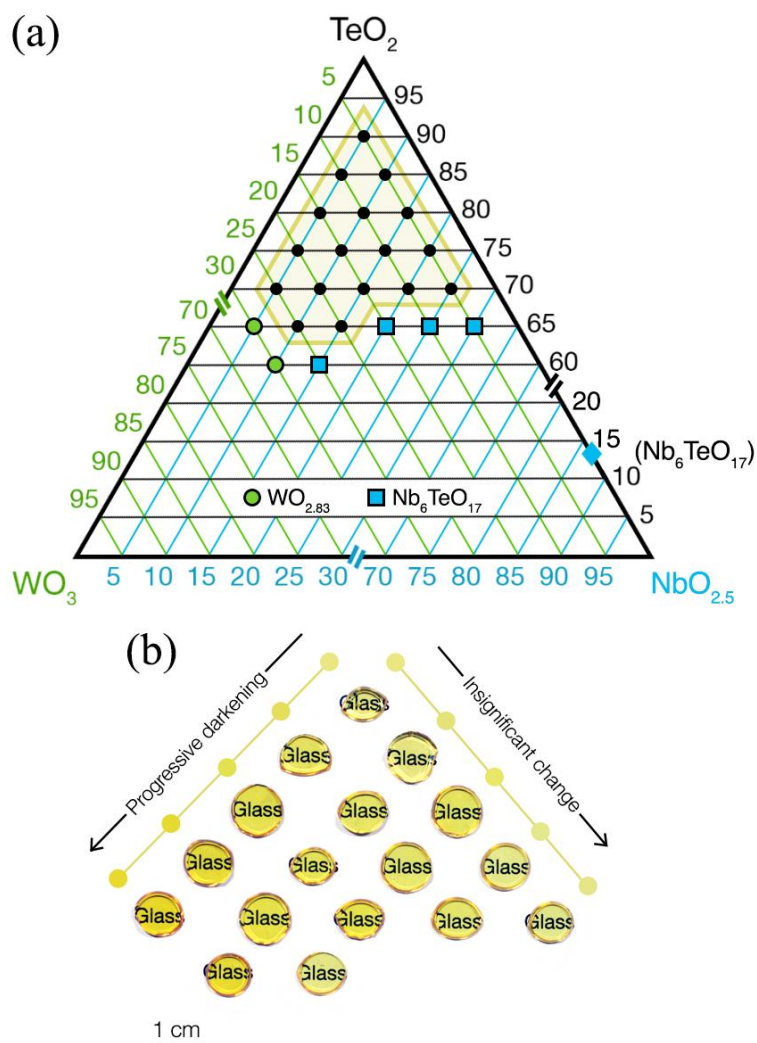 (a)
TeO2
5
95
10
90
15
85
20
80
25
75
30
70
70
65
75
60
80
20
85
15
(Nb6TeO17)
90
10
95
WO2.83
Nb6TeO17
5
WO3
5 10 15 20 25 30 70 75 80 85 90 95
NbO2.5
(b)
Progressive darkening
Insignificant change
Glass
Glass Glass
Glass Glass Glass
Glass Glass Glass Glass
Glass Glass Glass Glass Glass
Glass Glass
1 cm